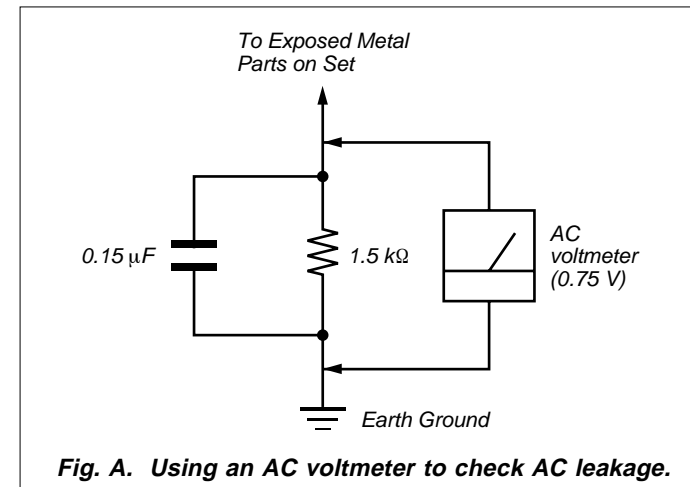 To Exposed Metal
Parts on Set
0.15 µF
1.5 kΩ
AC
voltmeter
(0.75 V)
Earth Ground
Fig. A. Using an AC voltmeter to check AC leakage.